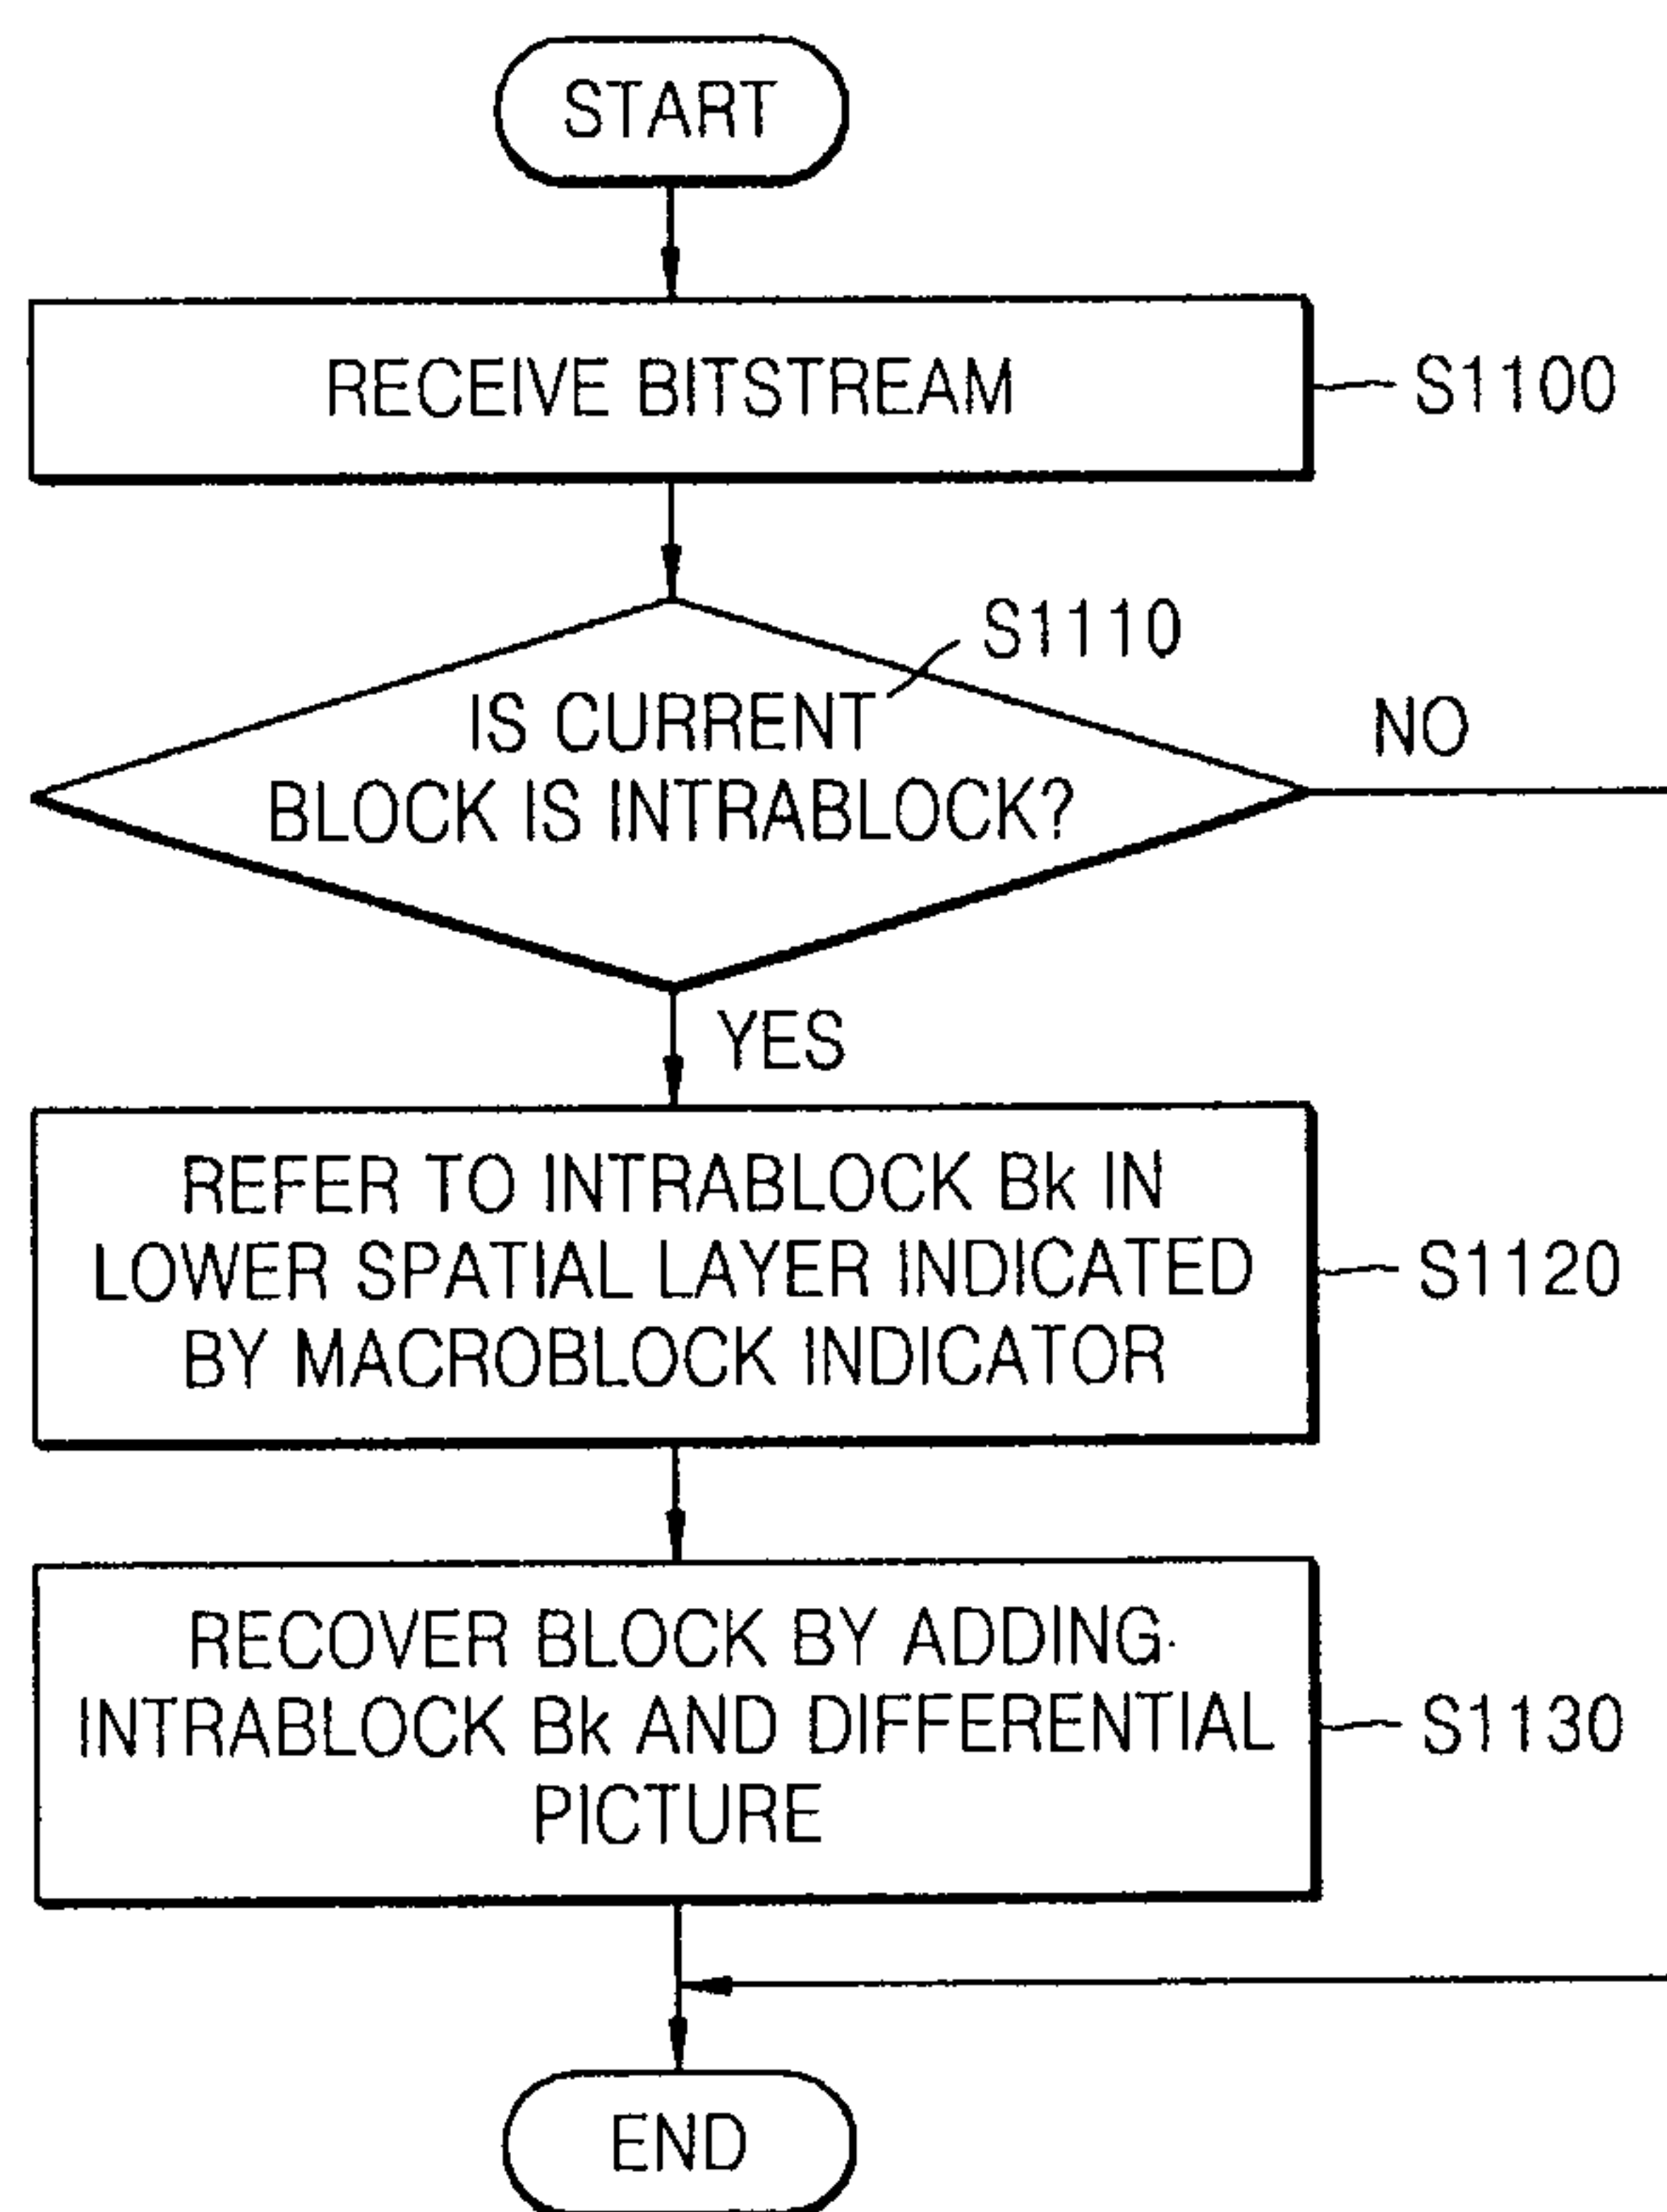 START
RECEIVE BITSTREAM
S1100
S1110
IS CURRENT
BLOCK IS INTRABLOCK?
NO
YES
REFER TO INTRABLOCK Bk IN
LOWER SPATIAL LAYER INDICATED
BY MACROBLOCK INDICATOR
S1120
RECOVER BLOCK BY ADDING
INTRABLOCK Bk AND DIFFERENTIAL
PICTURE
S1130
END